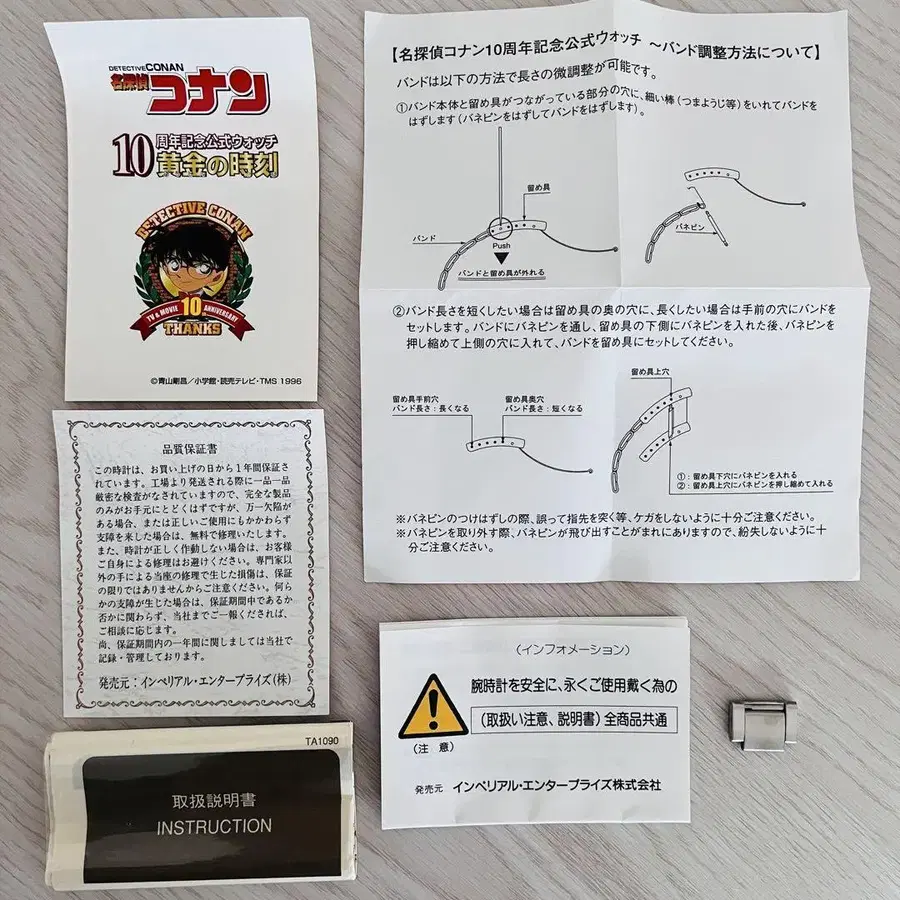 DETECTIVE CONAN
名探偵コナン
10周年記念公式ウォッチ
黄金の時刻
DETECTIVE CONAN
TV & MOVIE 10 ANNIVERSARY
THANKS
©青山剛昌／小学館・読売テレビ・TMS 1996
【名探偵コナン10周年記念公式ウォッチ ～バンド調整方法について】
バンドは以下の方法で長さの微調整が可能です。
①バンド本体と留め具がつながっている部分の穴に、細い棒（つまようじ等）をいれてバンドを
はずします（バネピンをはずしてバンドをはずす）。
留め具
バンド
Push
バンドと留め具が外れる
バネピン
②バンド長さを短くしたい場合は留め具の奥の穴に、長くしたい場合は手前の穴にバンドを
セットします。バンドにバネピンを通し、留め具の下側にバネピンを入れた後、バネピンを
押し縮めて上側の穴に入れて、バンドを留め具にセットしてください。
留め具手前穴
バンド長さ：長くなる
留め具奥穴
バンド長さ：短くなる
留め具上穴
①：留め具下穴にバネピンを入れる
②：留め具上穴にバネピンを押し縮めて入れる
※バネピンのつけはずしの際、誤って指先を突く等、ケガをしないように十分ご注意ください。
※バネピンを取り外す際、バネピンが飛び出すことがまれにありますので、紛失しないように十
分ご注意ください。
品質保証書
この時計は、お買い上げの日から1年間保証さ
れています。工場より発送される際に一品一品
厳密な検査がなされていますので、完全な製品
のみがお手元にとどくはずですが、万一欠陥が
ある場合、または正しいご使用にもかかわらず
支障を来した場合は、無料で修理いたします。
また、時計が正しく作動しない場合は、お客様
ご自身による修理はお避けください。専門家以
外の手による当座の修理で生じた損傷は、保証
の限りではありませんからご注意ください。何ら
かの支障が生じた場合は、保証期間中であるか
否かに関わらず、当社までご一報くだされば、
ご相談に応じます。
尚、保証期間内の一年間に関しましては当社で
記録・管理しております。
発売元：インペリアル・エンタープライズ（株）
TA1090
取扱説明書
INSTRUCTION
（インフォメーション）
腕時計を安全に、永くご使用戴く為の
（取扱い注意、説明書）全商品共通
（注 意）
発売元 インペリアル・エンタープライズ株式会社